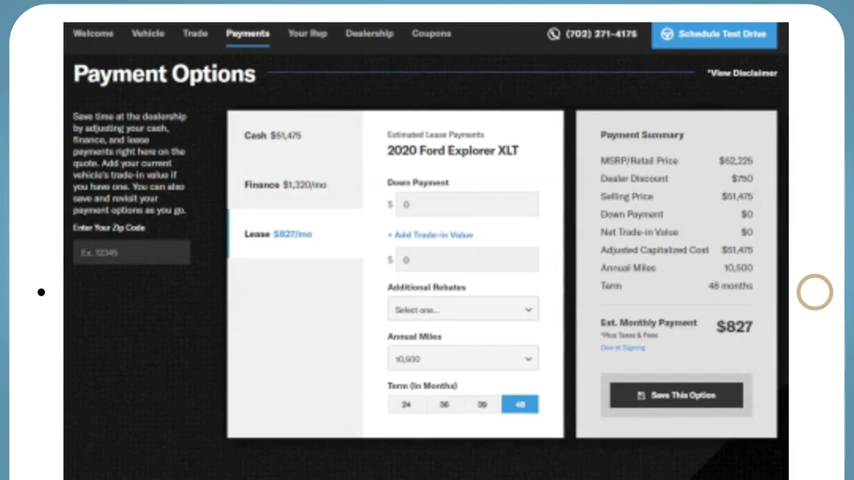 Welcome
Vehicle
Trade
Payments
Your Rep
Dealership
Coupons
(702) 271-4175
Schedule Test Drive
Payment Options
*View Disclaimer
Save time at the dealership
by adjusting your cash,
finance, and lease
payments right here on the
quote. Add your current
vehicle's trade-in value if
you have one. You can also
save and revisit your
payment options as you go.
Enter Your Zip Code
Ex. 12345
Cash $51,475
Finance $1,320/mo
Lease $827/mo
Estimated Lease Payments
2020 Ford Explorer XLT
Down Payment
$ 0
+ Add Trade-in Value
$ 0
Additional Rebates
Select one...
Annual Miles
10,500
Term (In Months)
24 36 39 48
Payment Summary
MSRP/Retail Price $52,225
Dealer Discount $750
Selling Price $51,475
Down Payment $0
Net Trade-in Value $0
Adjusted Capitalized Cost $51,475
Annual Miles 10,500
Term 48 months
Est. Monthly Payment $827
*Plus Taxes & Fees
Due at Signing
Save This Option